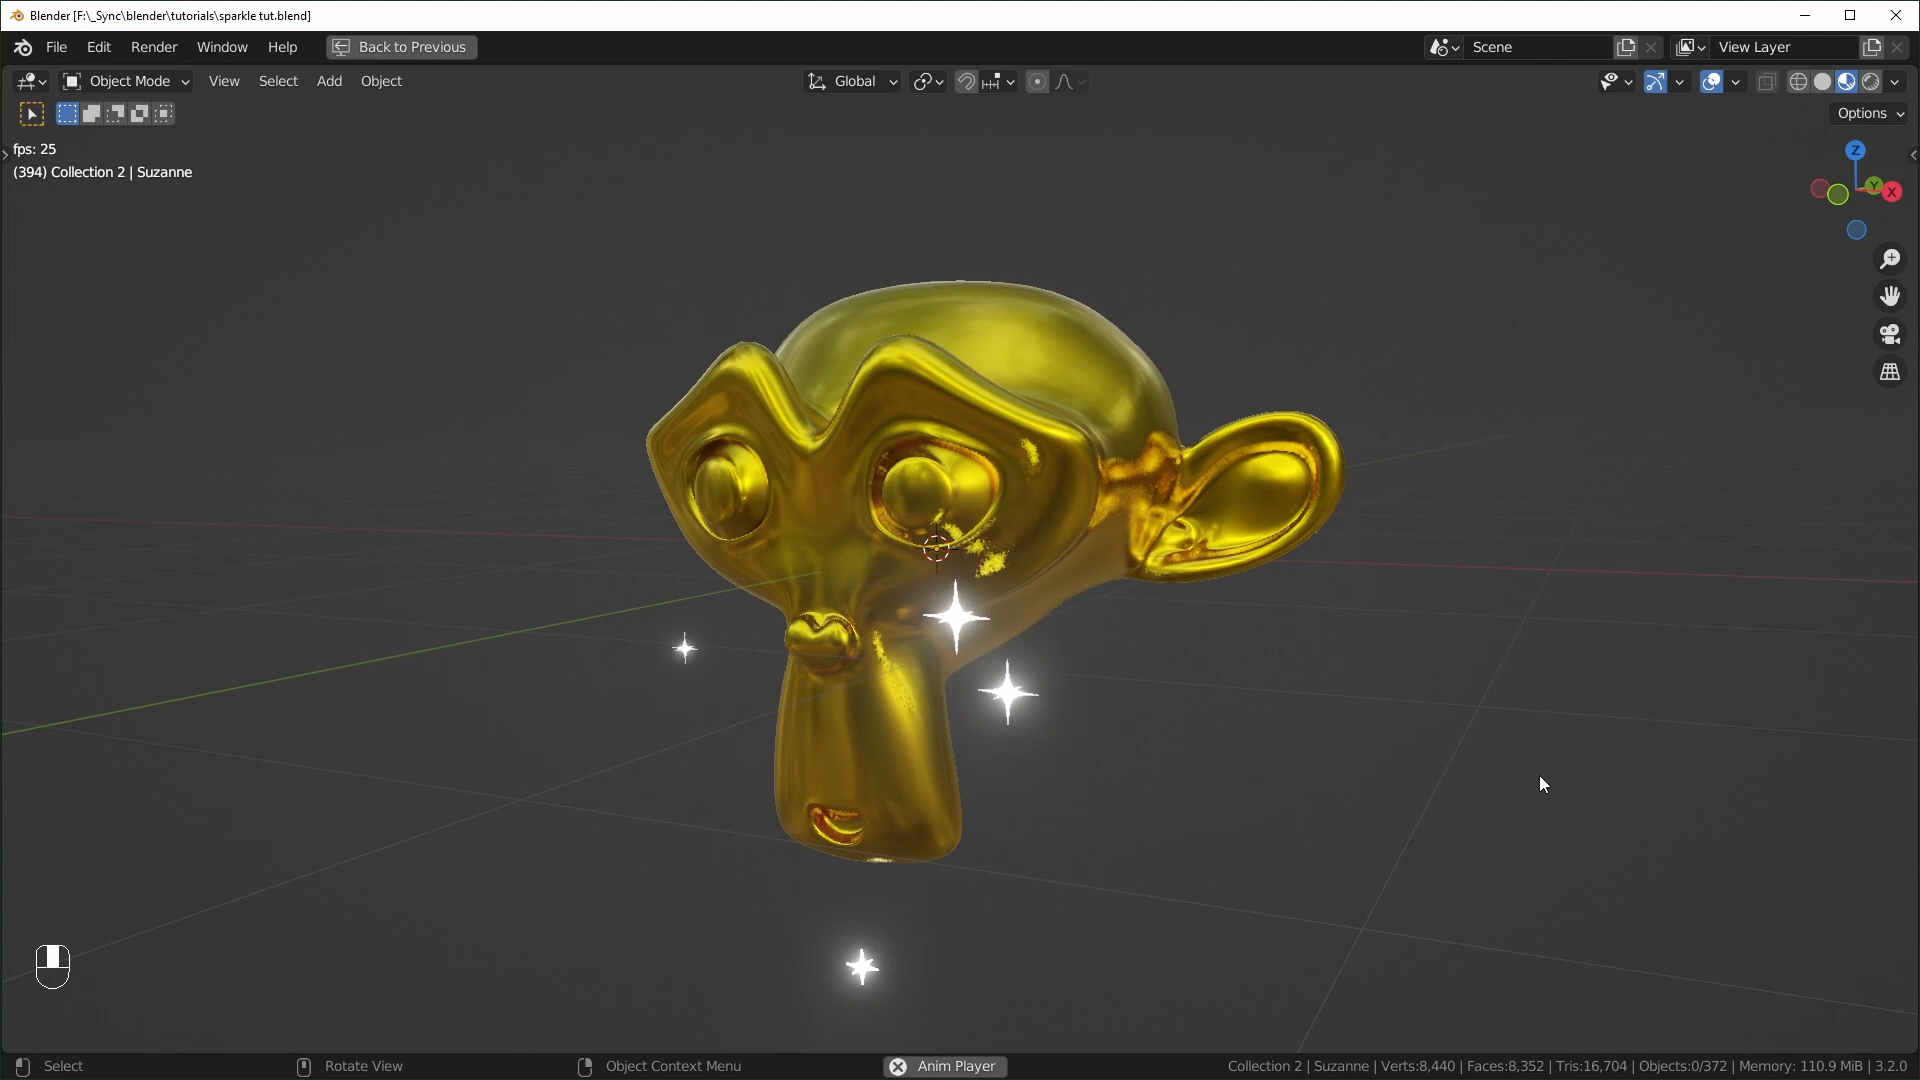 Blender [F:\_Sync\blender\tutorials\sparkle tut.blend]
File Edit Render Window Help Back to Previous Scene View Layer
Object Mode View Select Add Object Global
Options
fps: 25
(394) Collection 2 | Suzanne
Z
Y
X
Select Rotate View Object Context Menu Anim Player Collection 2 | Suzanne | Verts:8,440 | Faces:8,352 | Tris:16,704 | Objects:0/372 | Memory: 110.9 MiB | 3.2.0